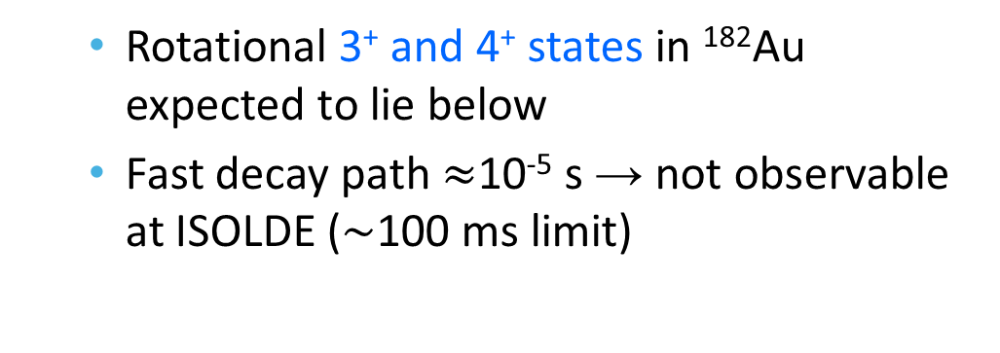 • Rotational 3⁺ and 4⁺ states in ¹⁸²Au
expected to lie below
• Fast decay path ≈10⁻⁵ s → not observable
at ISOLDE (~100 ms limit)